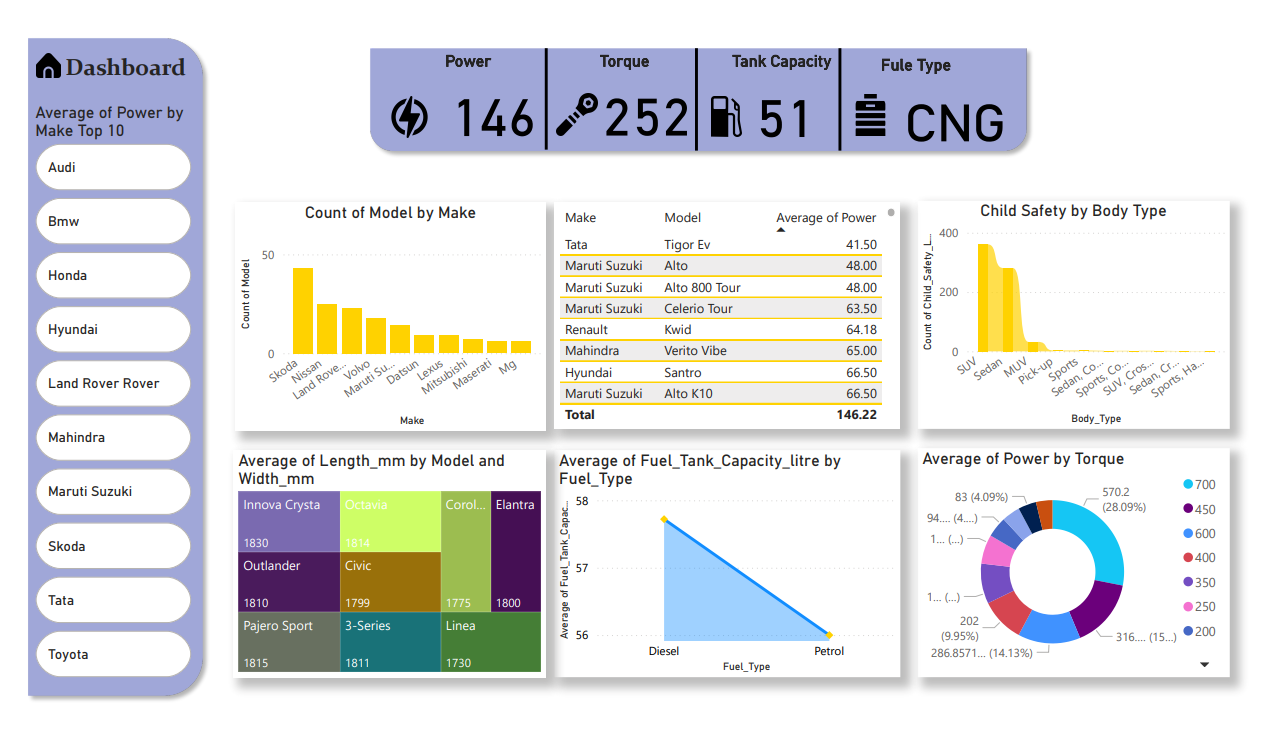 Dashboard
Average of Power by
Make Top 10
Audi
Bmw
Honda
Hyundai
Land Rover Rover
Mahindra
Maruti Suzuki
Skoda
Tata
Toyota
Power
146
Torque
252
Tank Capacity
51
Fule Type
CNG
Count of Model by Make
Count of Model
50
0
Skoda
Nissan
Land Rove...
Volvo
Maruti Su...
Datsun
Lexus
Mitsubishi
Maserati
Mg
Make
Make Model Average of Power
Tata Tigor Ev 41.50
Maruti Suzuki Alto 48.00
Maruti Suzuki Alto 800 Tour 48.00
Maruti Suzuki Celerio Tour 63.50
Renault Kwid 64.18
Mahindra Verito Vibe 65.00
Hyundai Santro 66.50
Maruti Suzuki Alto K10 66.50
Total 146.22
Child Safety by Body Type
Count of Child_Safety_L...
400
200
0
SUV
Sedan
MUV
Pick-up
Sports
Sedan, Co...
Sports, Co...
SUV, Cros...
Sedan, Cr...
Sports, Ha...
Body_Type
Average of Length_mm by Model and
Width_mm
Innova Crysta
1830
Outlander
1810
Pajero Sport
1815
Octavia
1814
Civic
1799
3-Series
1811
Corol...
1775
Elantra
1800
Linea
1730
Average of Fuel_Tank_Capacity_litre by
Fuel_Type
Average of Fuel_Tank_Capac...
58
57
56
Diesel
Petrol
Fuel_Type
Average of Power by Torque
570.2
(28.09%)
316.... (15...)
286.8571... (14.13%)
202
(9.95%)
1... (...)
1... (...)
94.... (4....)
83 (4.09%)
700
450
600
400
350
250
200